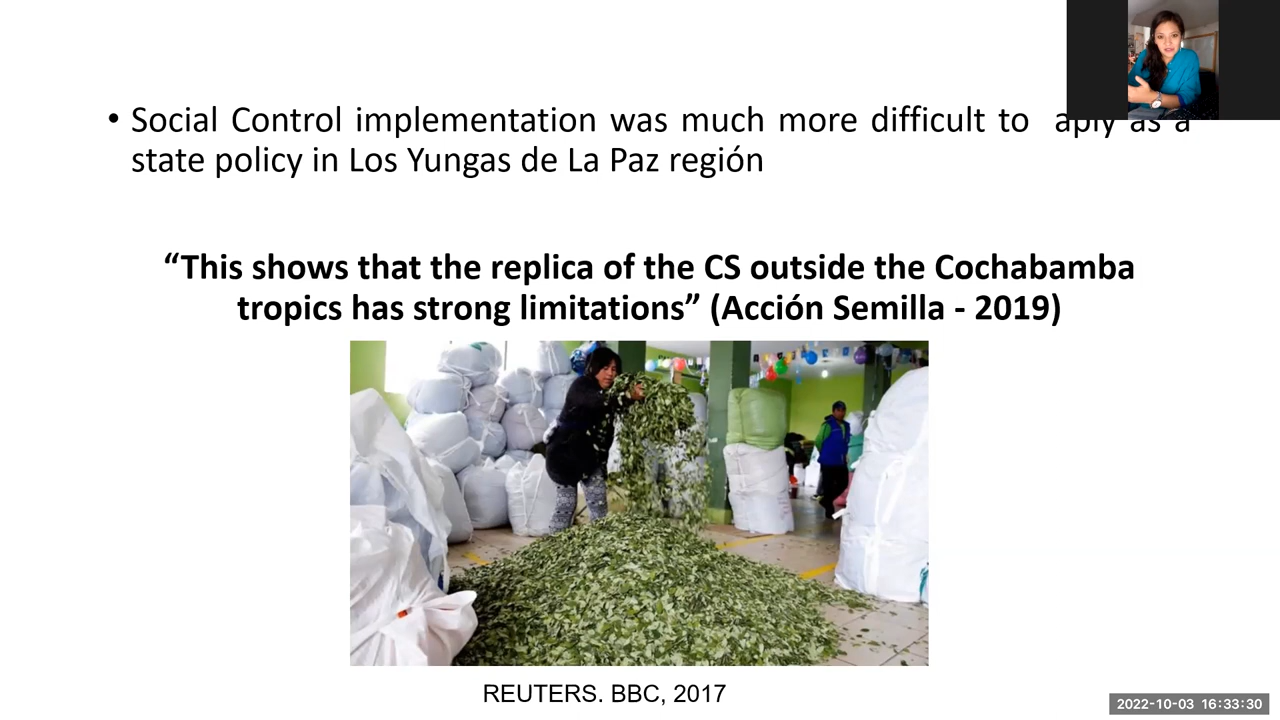 • Social Control implementation was much more difficult to aply as a
state policy in Los Yungas de La Paz región
“This shows that the replica of the CS outside the Cochabamba
tropics has strong limitations” (Acción Semilla - 2019)
REUTERS. BBC, 2017
2022-10-03 16:33:30